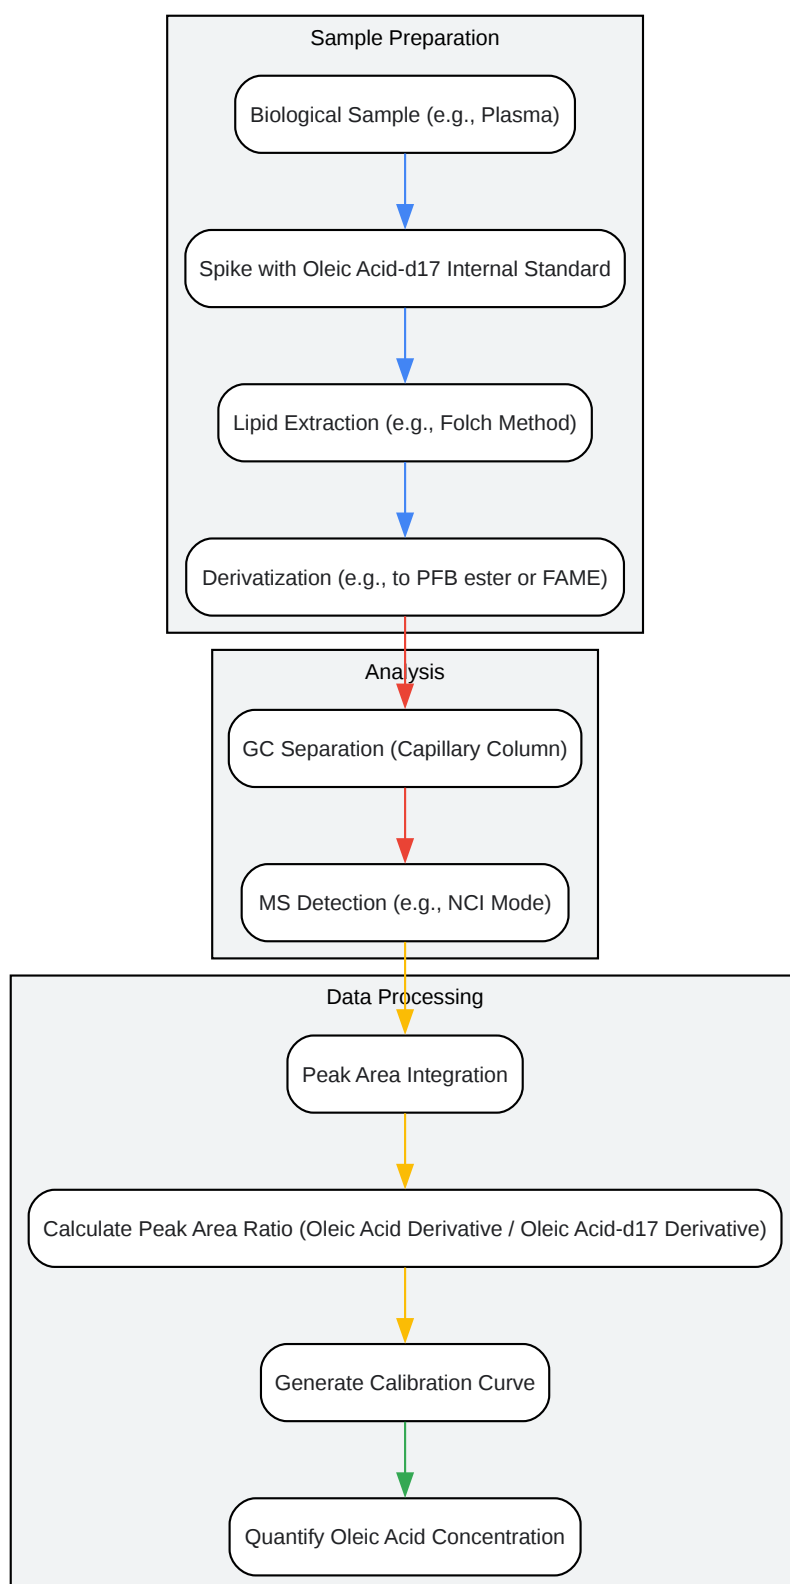 Sample Preparation
Biological Sample (e.g., Plasma)
Spike with Oleic Acid-d17 Internal Standard
Lipid Extraction (e.g., Folch Method)
Derivatization (e.g., to PFB ester or FAME)
Analysis
GC Separation (Capillary Column)
MS Detection (e.g., NCI Mode)
Data Processing
Peak Area Integration
Calculate Peak Area Ratio (Oleic Acid Derivative / Oleic Acid-d17 Derivative)
Generate Calibration Curve
Quantify Oleic Acid Concentration